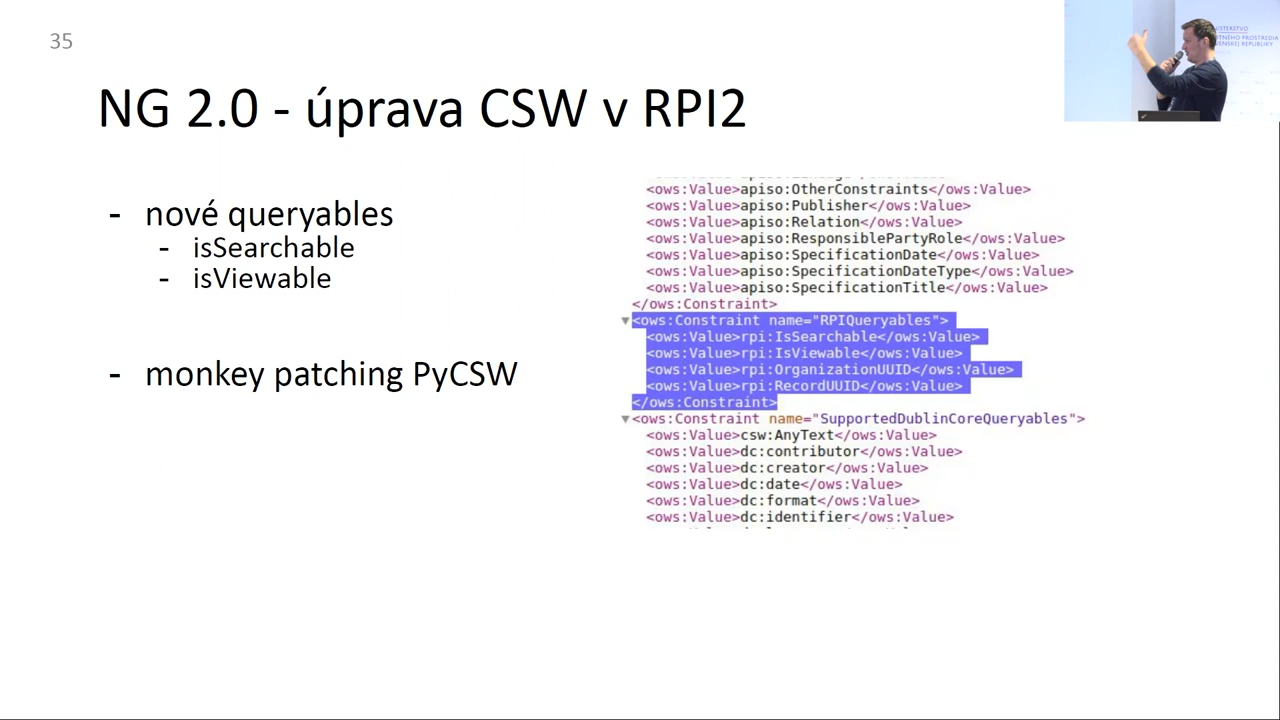 35
NG 2.0 - úprava CSW v RPI2
- nové queryables
- isSearchable
- isViewable
- monkey patching PyCSW
<ows:Value>apiso:OtherConstraints</ows:Value>
<ows:Value>apiso:Publisher</ows:Value>
<ows:Value>apiso:Relation</ows:Value>
<ows:Value>apiso:ResponsiblePartyRole</ows:Value>
<ows:Value>apiso:SpecificationDate</ows:Value>
<ows:Value>apiso:SpecificationDateType</ows:Value>
<ows:Value>apiso:SpecificationTitle</ows:Value>
</ows:Constraint>
<ows:Constraint name="RPIQueryables">
<ows:Value>rpi:IsSearchable</ows:Value>
<ows:Value>rpi:IsViewable</ows:Value>
<ows:Value>rpi:OrganizationUUID</ows:Value>
<ows:Value>rpi:RecordUUID</ows:Value>
</ows:Constraint>
<ows:Constraint name="SupportedDublinCoreQueryables">
<ows:Value>csw:AnyText</ows:Value>
<ows:Value>dc:contributor</ows:Value>
<ows:Value>dc:creator</ows:Value>
<ows:Value>dc:date</ows:Value>
<ows:Value>dc:format</ows:Value>
<ows:Value>dc:identifier</ows:Value>